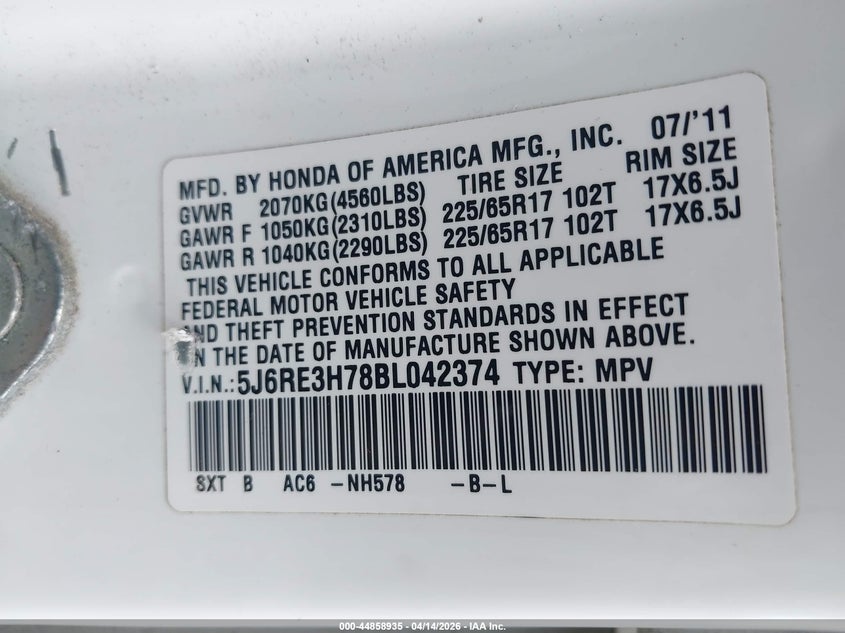 MFD. BY HONDA OF AMERICA MFG., INC. 07/'11
GVWR 2070KG(4560LBS) TIRE SIZE RIM SIZE
GAWR F 1050KG(2310LBS) 225/65R17 102T 17X6.5J
GAWR R 1040KG(2290LBS) 225/65R17 102T 17X6.5J
THIS VEHICLE CONFORMS TO ALL APPLICABLE
FEDERAL MOTOR VEHICLE SAFETY
AND THEFT PREVENTION STANDARDS IN EFFECT
ON THE DATE OF MANUFACTURE SHOWN ABOVE.
V.I.N.:5J6RE3H78BL042374 TYPE: MPV
SXT B AC6 -NH578 -B-L
000-44858935 - 04/14/2026 - IAA Inc.